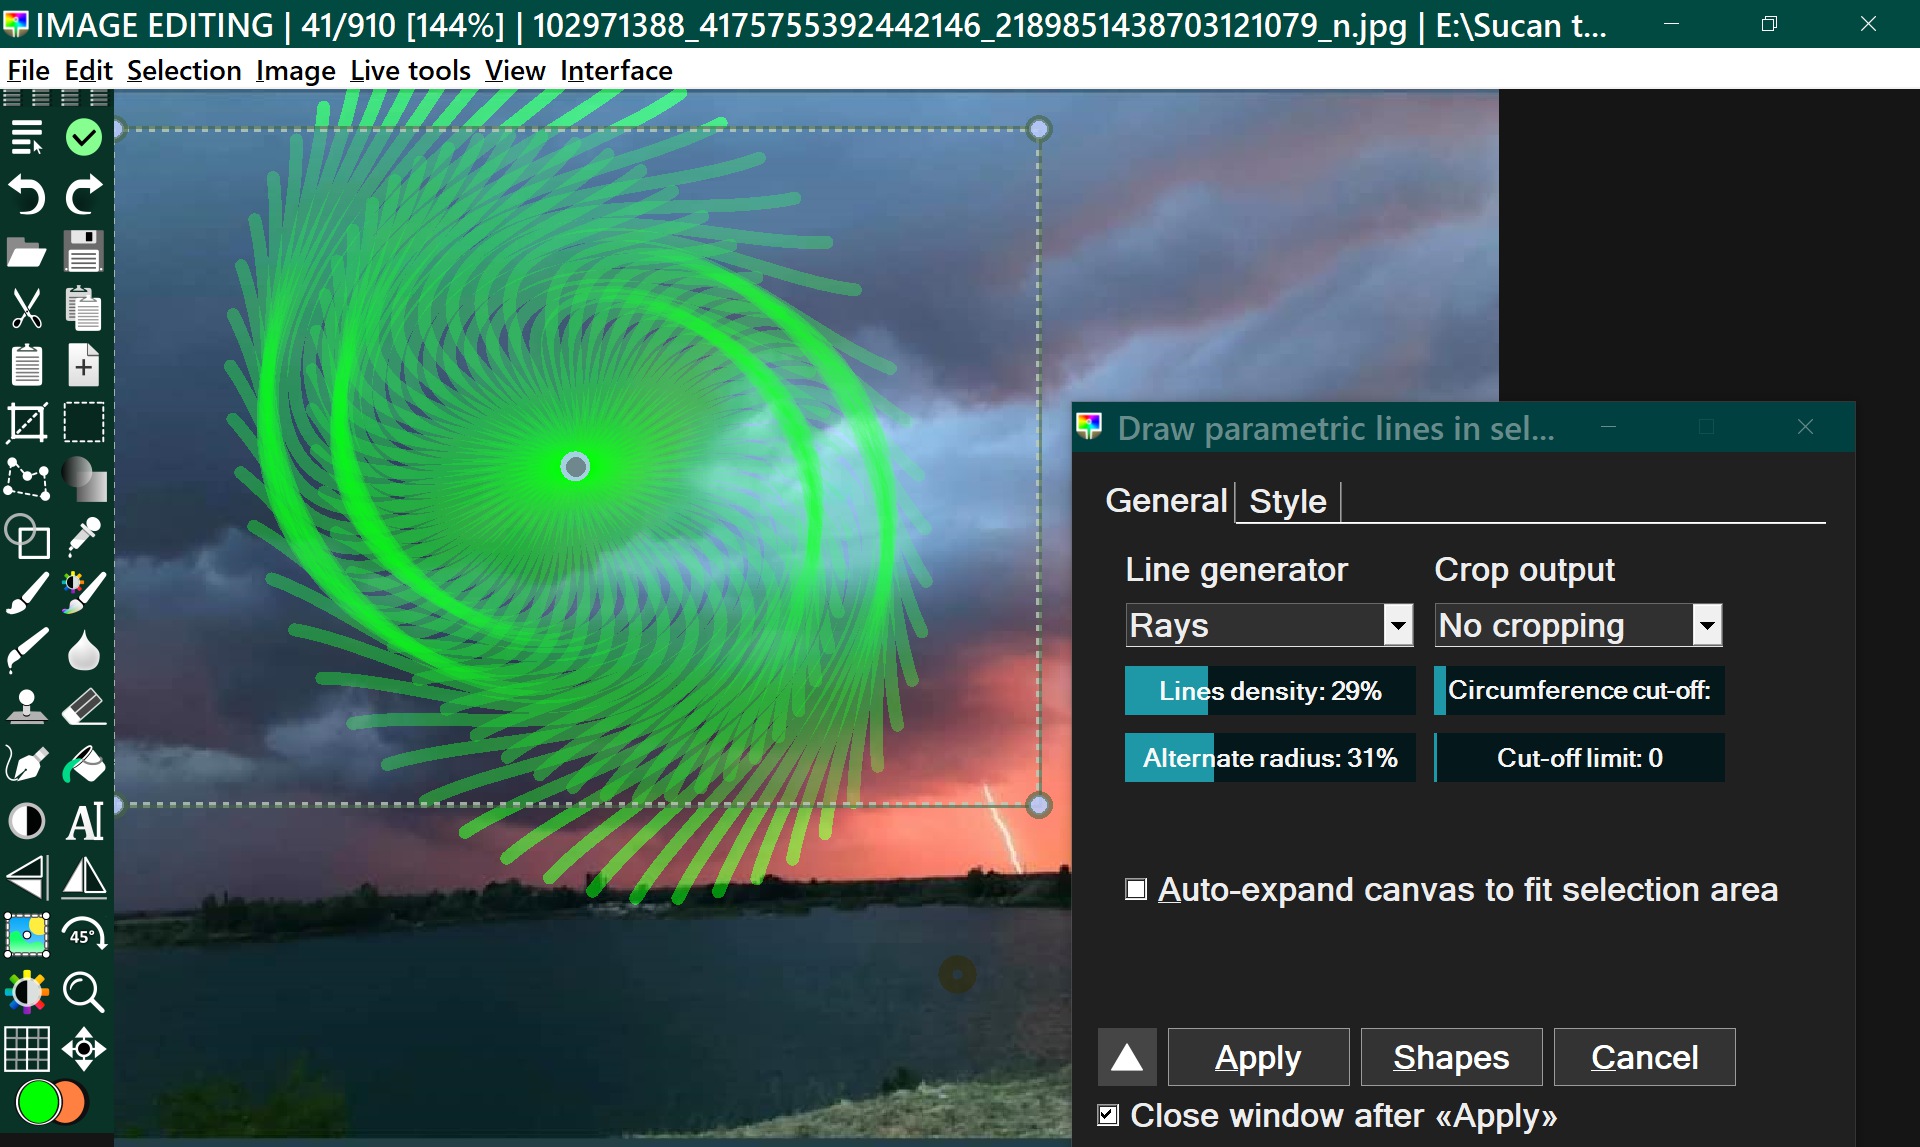 IMAGE EDITING | 41/910 [144%] | 102971388_4175755392442146_2189851438703121079_n.jpg | E:\Sucan t...
File Edit Selection Image Live tools View Interface
Draw parametric lines in sel...
General Style
Line generator Crop output
Rays No cropping
Lines density: 29% Circumference cut-off:
Alternate radius: 31% Cut-off limit: 0
Auto-expand canvas to fit selection area
AI
45°
Apply Shapes Cancel
Close window after «Apply»